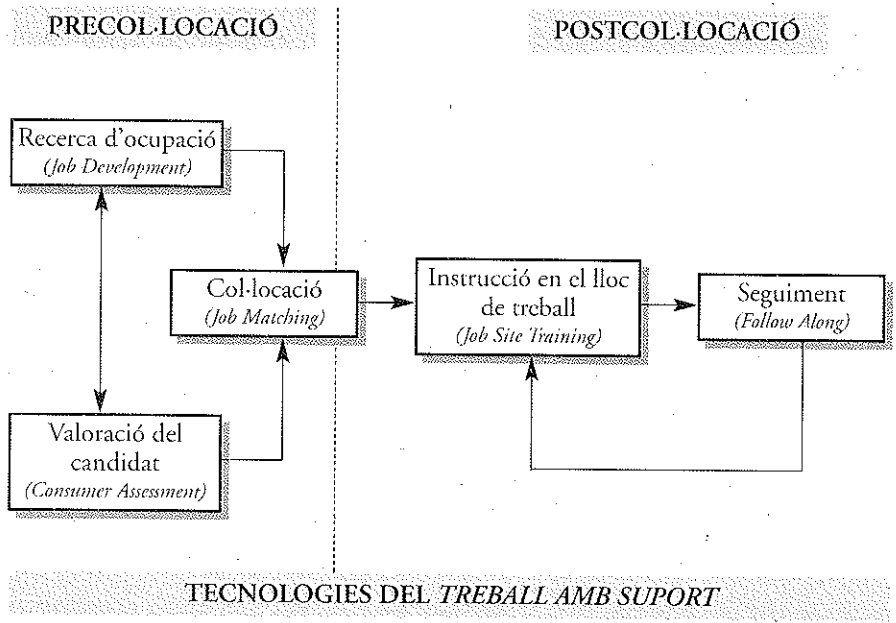 PRECOL·LOCACIÓ
POSTCOL·LOCACIÓ
Recerca d'ocupació
(Job Development)
Col·locació
(Job Matching)
Instrucció en el lloc
de treball
(Job Site Training)
Seguiment
(Follow Along)
Valoració del
candidat
(Consumer Assessment)
TECNOLOGIES DEL TREBALL AMB SUPORT